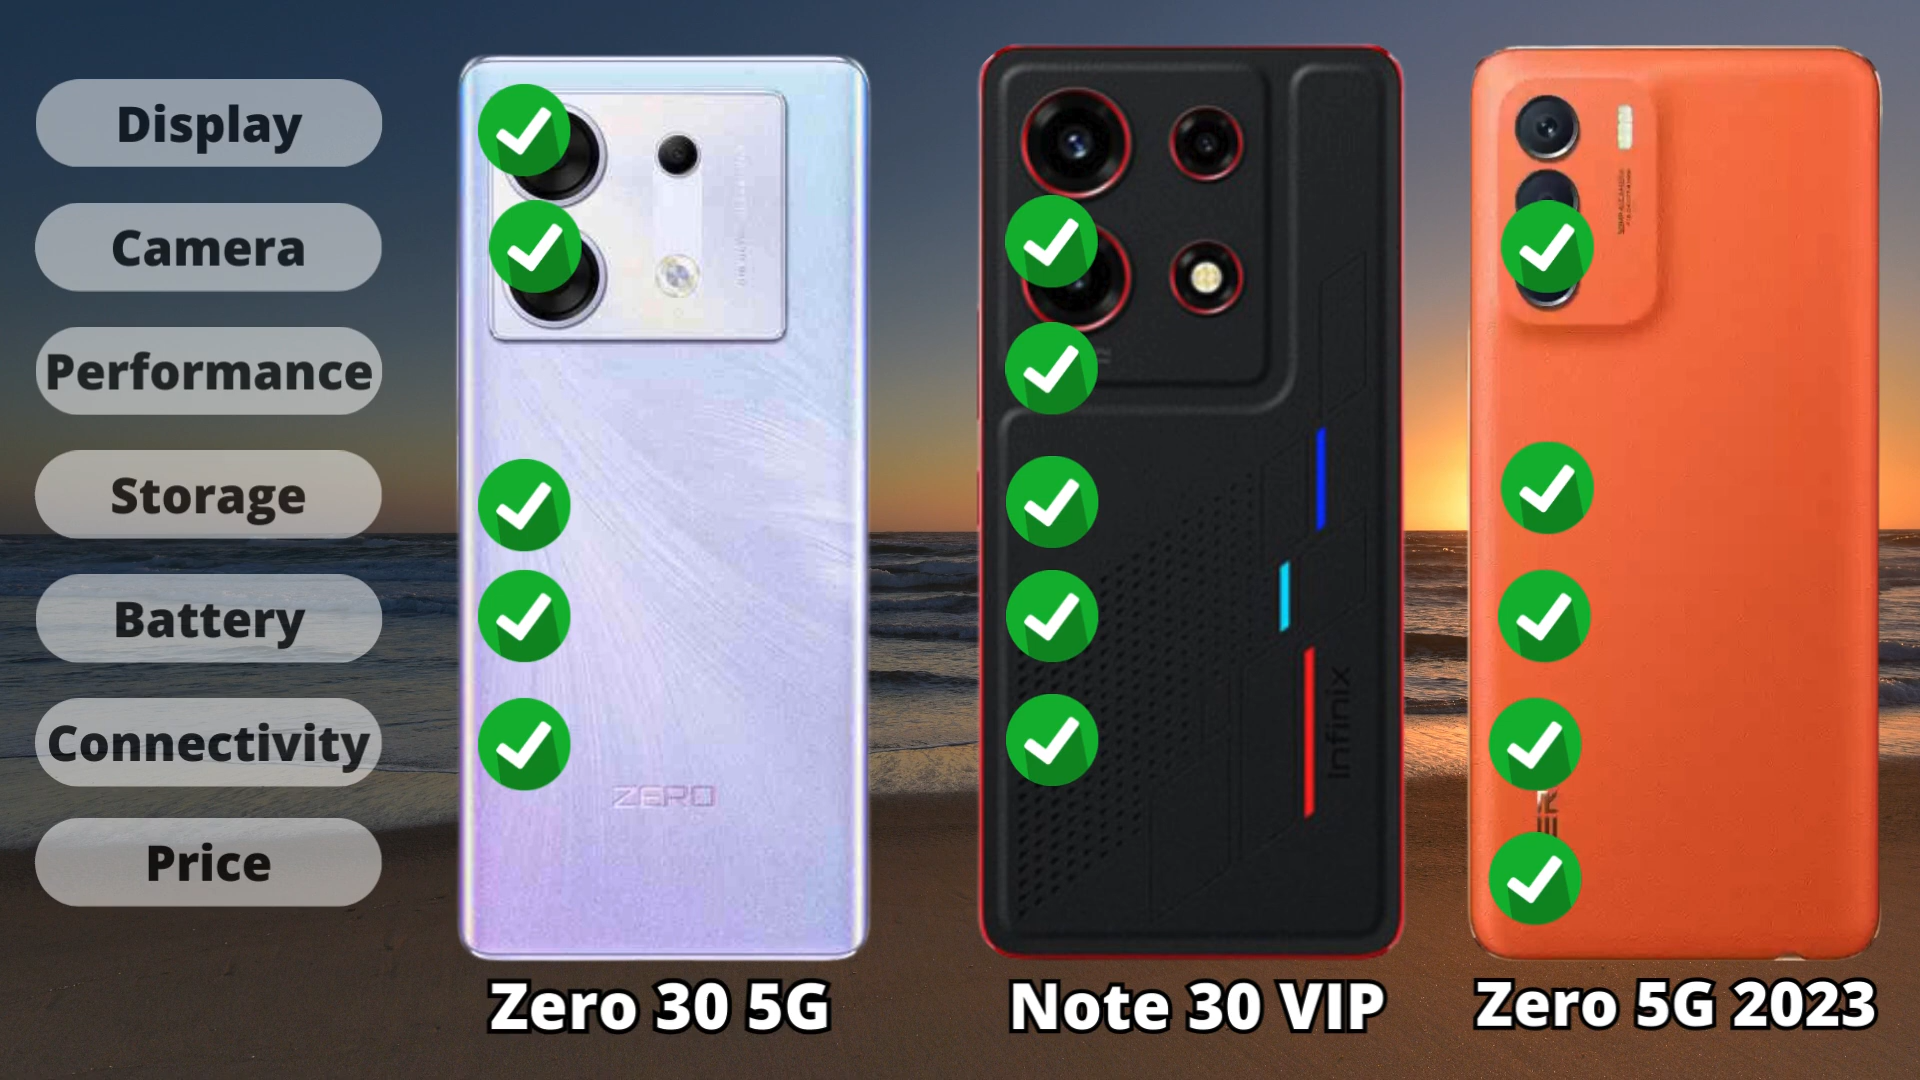 Display
Camera
Performance
Storage
Battery
Connectivity
Price
ZERO
Infinix
Zero 30 5G
Note 30 VIP
Zero 5G 2023